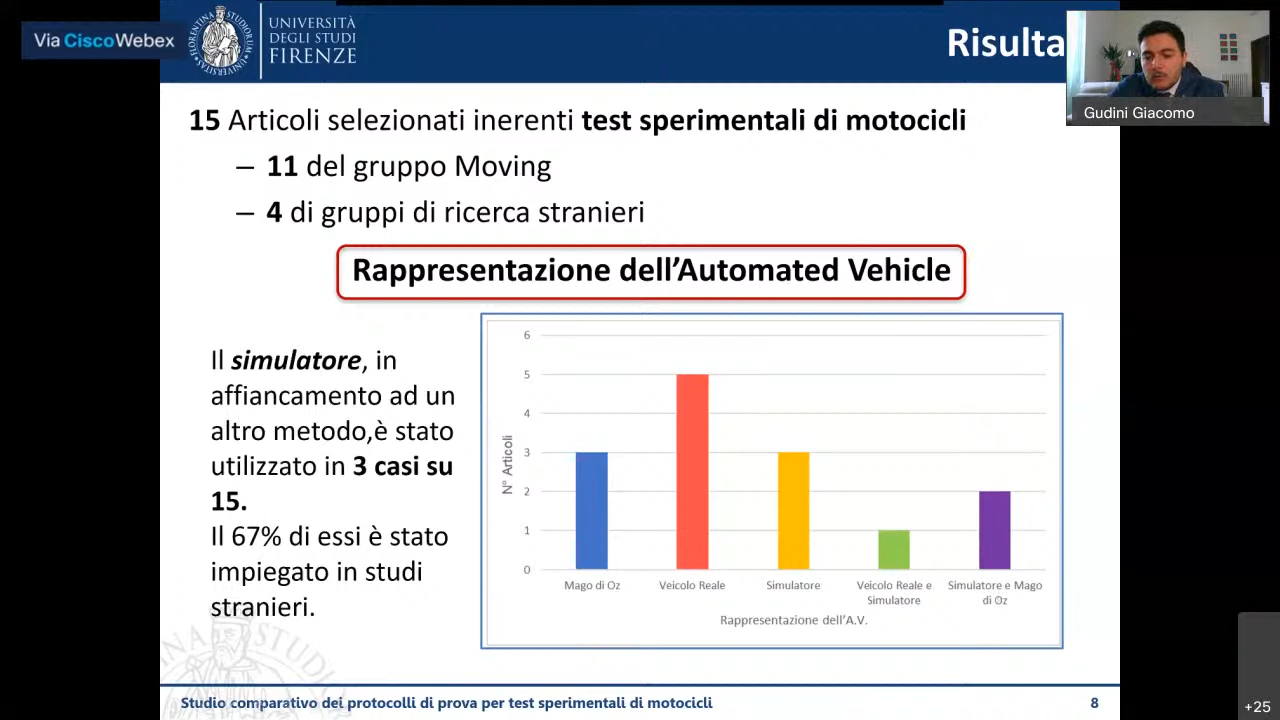 Via Cisco Webex
UNIVERSITÀ
DEGLI STUDI
FIRENZE
Risulta
Gudini Giacomo
15 Articoli selezionati inerenti test sperimentali di motocicli
– 11 del gruppo Moving
– 4 di gruppi di ricerca stranieri
Rappresentazione dell’Automated Vehicle
Il simulatore, in
affiancamento ad un
altro metodo,è stato
utilizzato in 3 casi su
15.
Il 67% di essi è stato
impiegato in studi
stranieri.
6
5
4
3
2
1
0
N° Articoli
Mago di Oz
Veicolo Reale
Simulatore
Veicolo Reale e
Simulatore
Simulatore e Mago
di Oz
Rappresentazione dell’A.V.
Studio comparativo dei protocolli di prova per test sperimentali di motocicli
8
+25